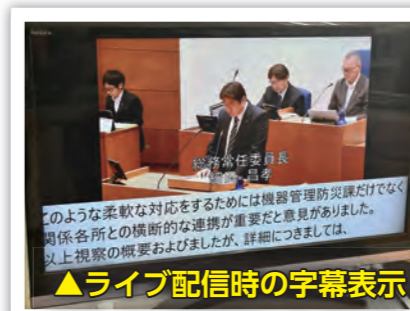 総務常任委員長
昌孝
このような柔軟な対応をするためには機器管理防災課だけでなく
関係各所との横断的な連携が重要だと意見がありました。
以上視察の概要およびましたが、詳細につきましては、
▲ライブ配信時の字幕表示